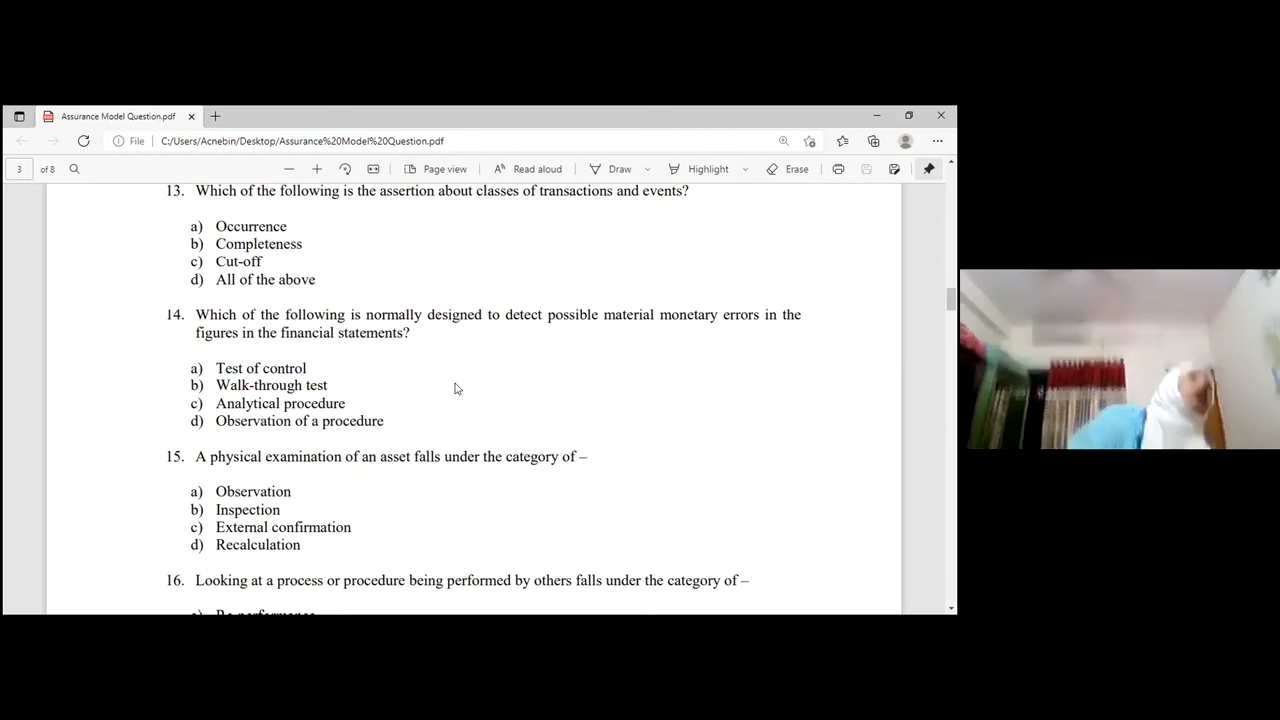 Assurance Model Question.pdf
File C:/Users/Acnebin/Desktop/Assurance%20Model%20Question.pdf
3 of 8 Page view Read aloud Draw Highlight Erase
13. Which of the following is the assertion about classes of transactions and events?
a) Occurrence
b) Completeness
c) Cut-off
d) All of the above
14. Which of the following is normally designed to detect possible material monetary errors in the
figures in the financial statements?
a) Test of control
b) Walk-through test
c) Analytical procedure
d) Observation of a procedure
15. A physical examination of an asset falls under the category of –
a) Observation
b) Inspection
c) External confirmation
d) Recalculation
16. Looking at a process or procedure being performed by others falls under the category of –